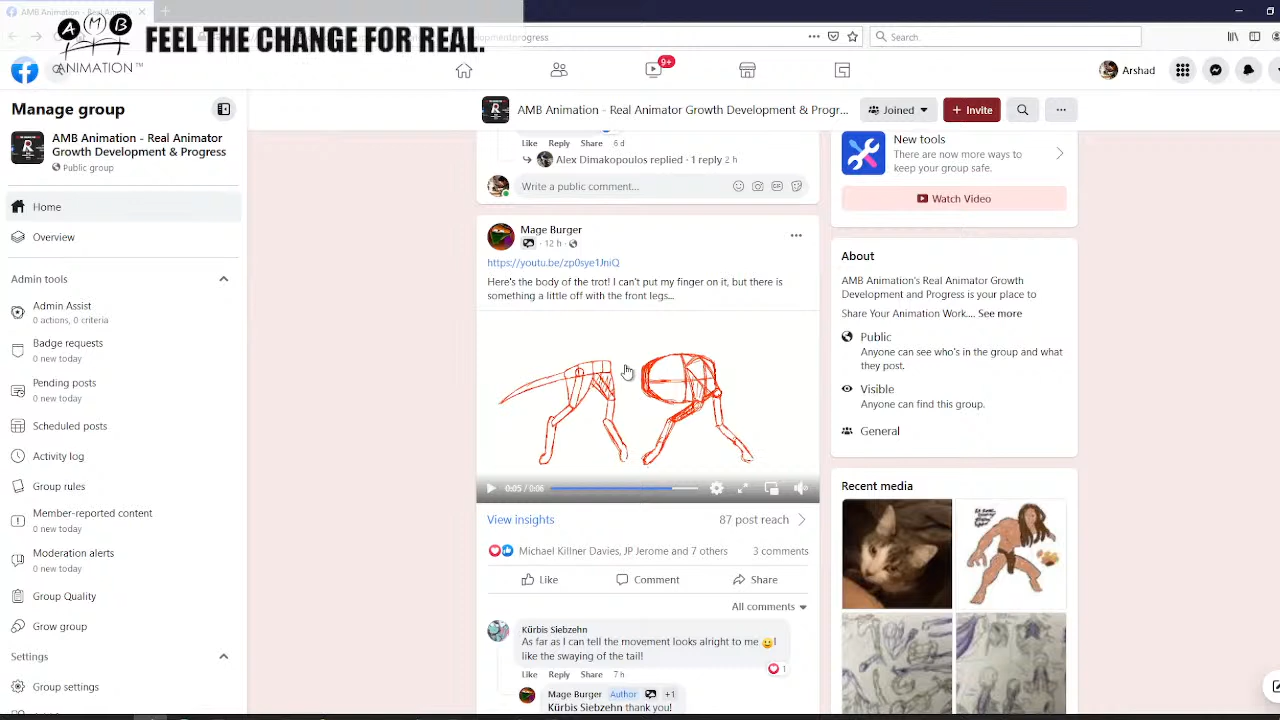 AMB Animation - Real Animator
AMB
ANIMATION™
FEEL THE CHANGE FOR REAL.
Search
9+
Arshad
Manage group
AMB Animation - Real Animator
Growth Development & Progress
Public group
Home
Overview
Admin tools
Admin Assist
0 actions, 0 criteria
Badge requests
0 new today
Pending posts
0 new today
Scheduled posts
Activity log
Group rules
Member-reported content
0 new today
Moderation alerts
0 new today
Group Quality
Grow group
Settings
Group settings
AMB Animation - Real Animator Growth Development & Progr...
Joined
+ Invite
Like Reply Share 6 d
Alex Dimakopoulos replied · 1 reply 2 h
Write a public comment...
Mage Burger
· 12 h ·
https://youtu.be/zp0sye1JniQ
Here's the body of the trot! I can't put my finger on it, but there is
something a little off with the front legs...
0:05 / 0:06
View insights
87 post reach
Michael Killner Davies, JP Jerome and 7 others
3 comments
Like
Comment
Share
All comments
Kürbis Siebzehn
As far as I can tell the movement looks alright to me 😀I
like the swaying of the tail!
1
Like Reply Share 7 h
Mage Burger Author +1
Kürbis Siebzehn thank you!
New tools
There are now more ways to
keep your group safe.
Watch Video
About
AMB Animation's Real Animator Growth
Development and Progress is your place to
Share Your Animation Work.... See more
Public
Anyone can see who's in the group and what
they post.
Visible
Anyone can find this group.
General
Recent media